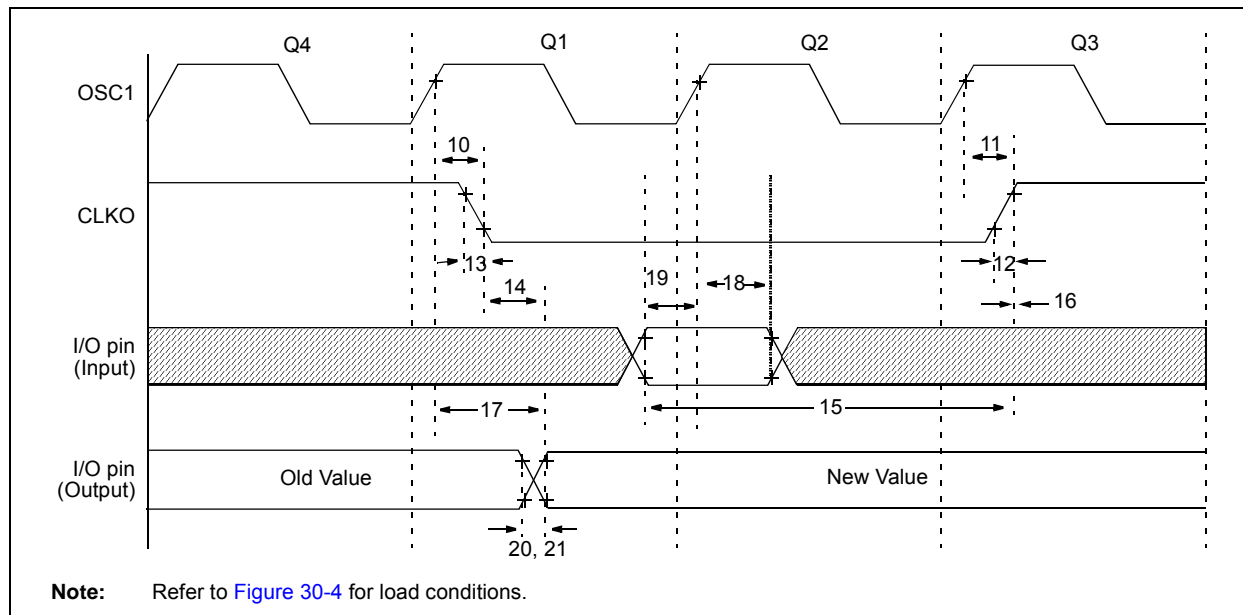 Q4 Q1 Q2 Q3
OSC1
10 11
CLKO
13 12
14 19 18 16
I/O pin
(Input)
17 15
I/O pin
(Output)
Old Value New Value
20, 21
Note: Refer to Figure 30-4 for load conditions.